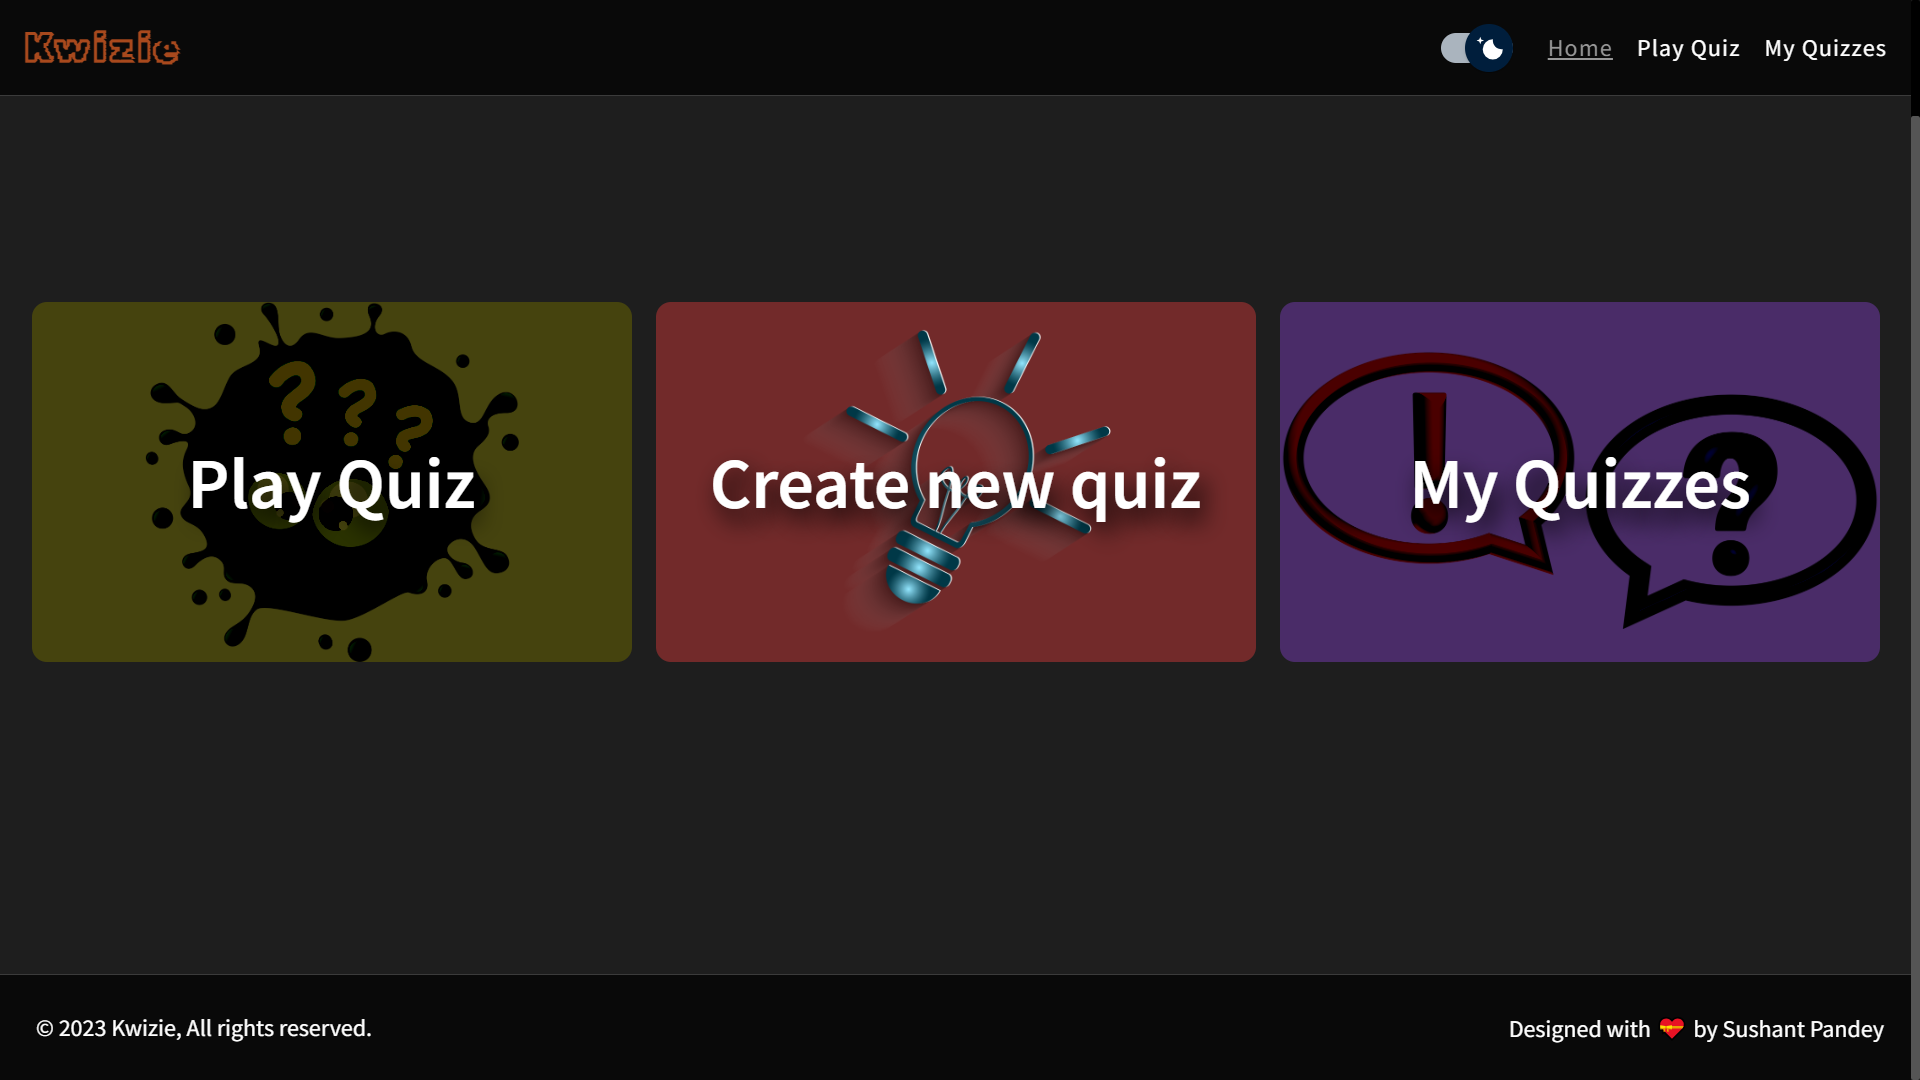 Kwizie
Home Play Quiz My Quizzes
???
Play Quiz
Create new quiz
!
?
My Quizzes
© 2023 Kwizie, All rights reserved.
Designed with 💝 by Sushant Pandey